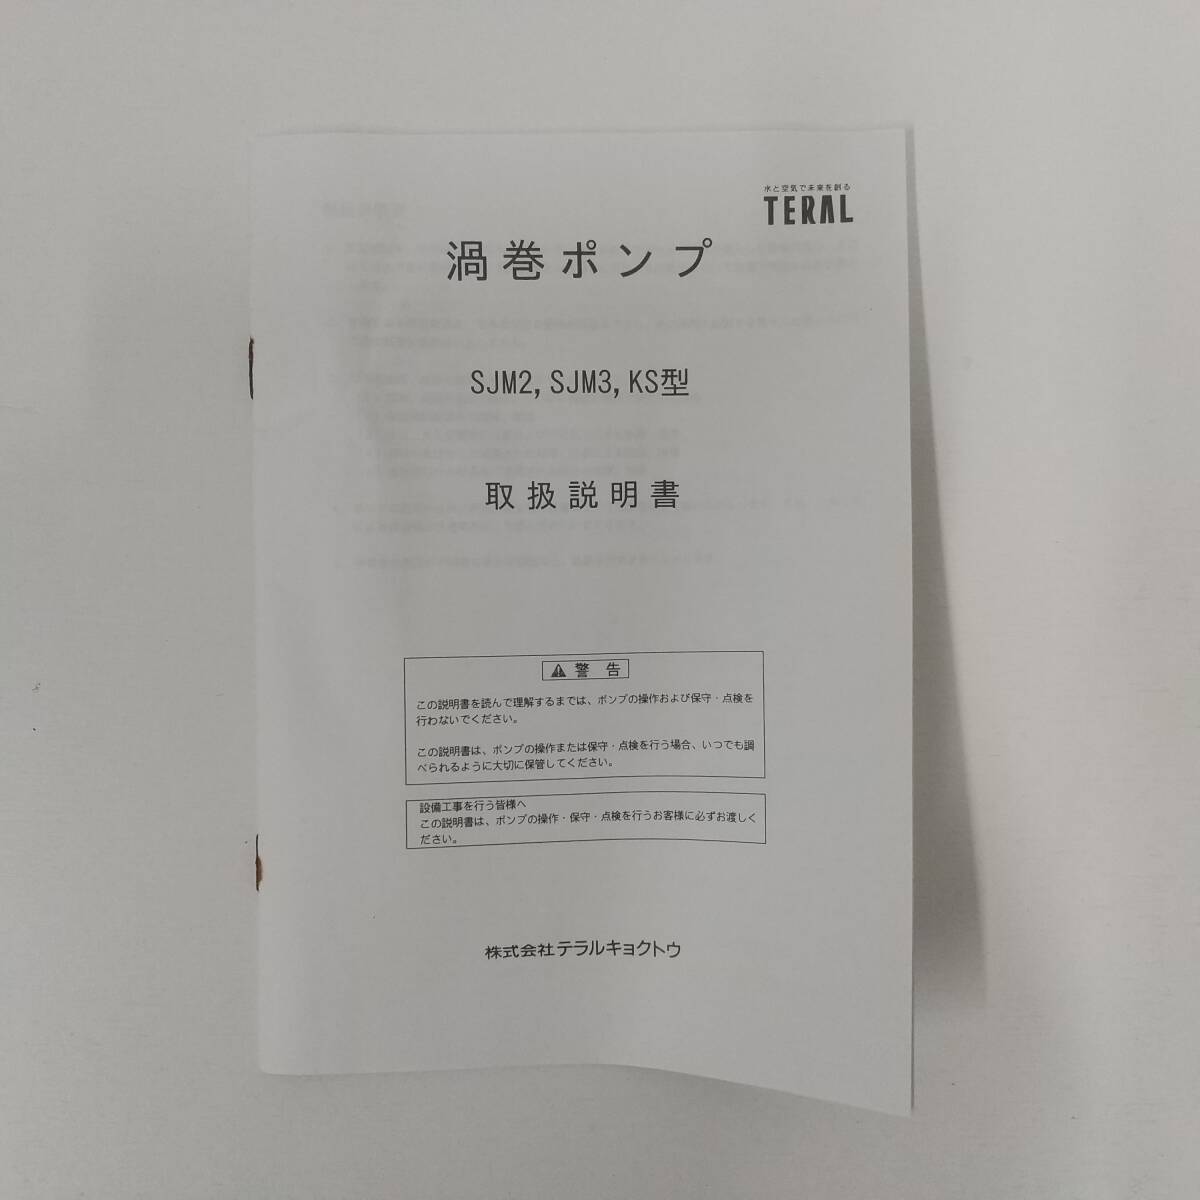 水と空気で未来を創る
TERAL
渦巻ポンプ
SJM2, SJM3, KS型
取扱説明書
警 告
この説明書を読んで理解するまでは、ポンプの操作および保守・点検を
行わないでください。
この説明書は、ポンプの操作または保守・点検を行う場合、いつでも調
べられるように大切に保管してください。
設備工事を行う皆様へ
この説明書は、ポンプの操作・保守・点検を行うお客様に必ずお渡しく
ださい。
株式会社テラルキョクトウ